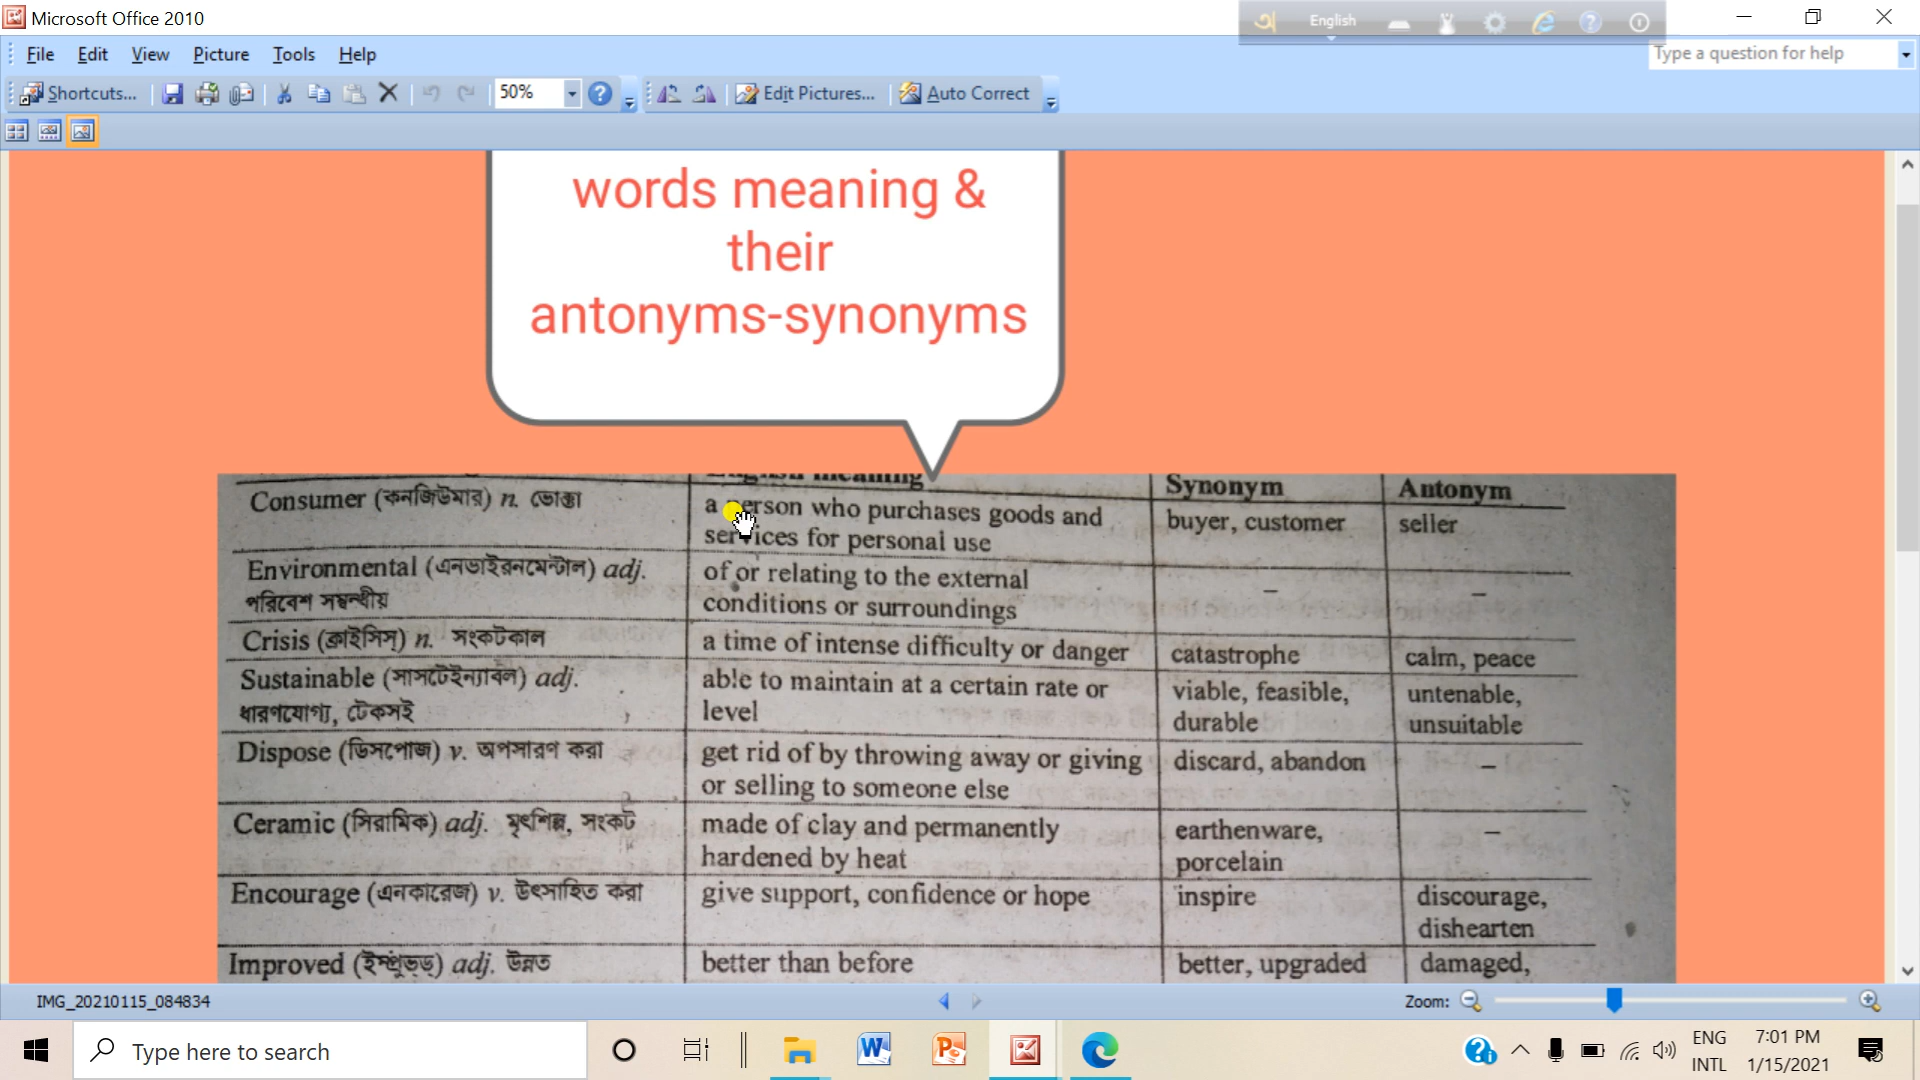 Microsoft Office 2010
English
File Edit View Picture Tools Help
Type a question for help
Shortcuts... 50% Edit Pictures... Auto Correct
words meaning &
their
antonyms-synonyms
English meaning Synonym Antonym
Consumer (কনজিউমার) n. ভোক্তা a person who purchases goods and services for personal use buyer, customer seller
Environmental (এনভাইরনমেন্টাল) adj. of or relating to the external – –
পরিবেশ সম্বন্ধীয় conditions or surroundings
Crisis (ক্রাইসিস্) n. সংকটকাল a time of intense difficulty or danger catastrophe calm, peace
Sustainable (সাসটেইন্যাবল) adj. able to maintain at a certain rate or viable, feasible, untenable,
ধারণযোগ্য, টেকসই level durable unsuitable
Dispose (ডিসপোজ) v. অপসারণ করা get rid of by throwing away or giving discard, abandon –
or selling to someone else
Ceramic (সিরামিক) adj. মৃৎশিল্প, সংকট made of clay and permanently earthenware, –
hardened by heat porcelain
Encourage (এনকারেজ) v. উৎসাহিত করা give support, confidence or hope inspire discourage,
dishearten
Improved (ইম্প্রুভ্ড্) adj. উন্নত better than before better, upgraded damaged,
IMG_20210115_084834 Zoom:
Type here to search
ENG 7:01 PM
INTL 1/15/2021